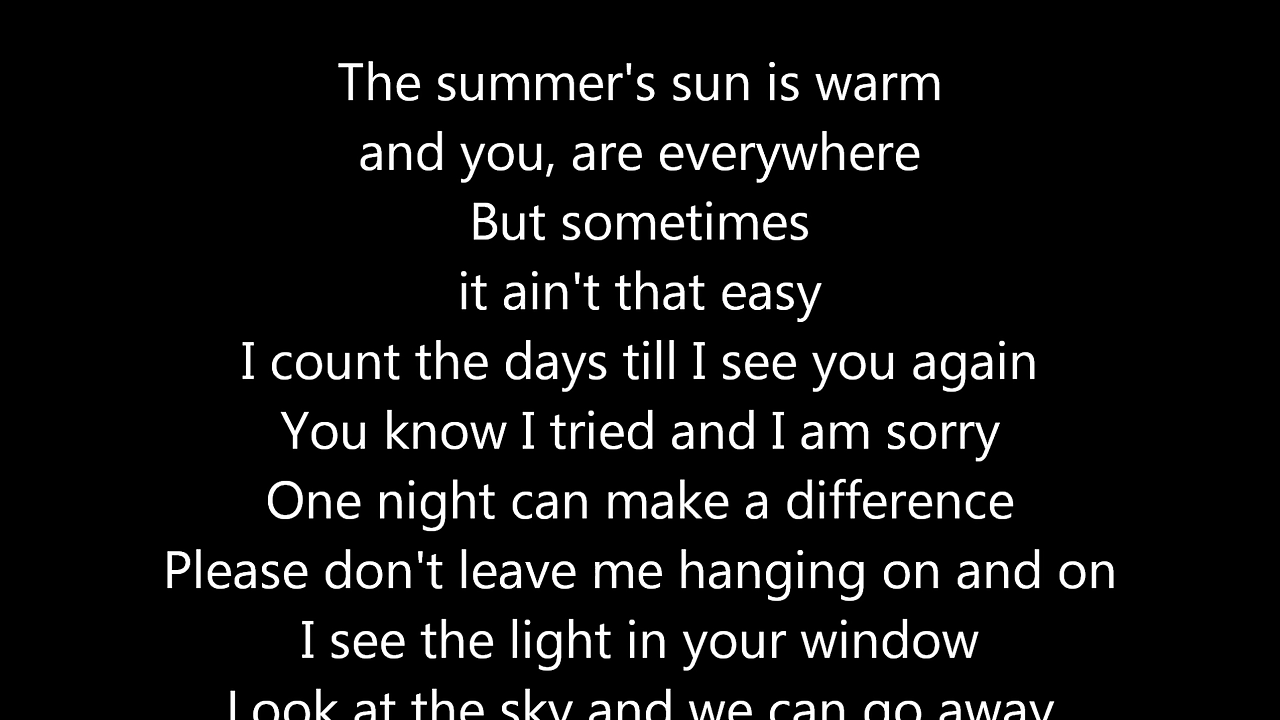 The summer's sun is warm
and you, are everywhere
But sometimes
it ain't that easy
I count the days till I see you again
You know I tried and I am sorry
One night can make a difference
Please don't leave me hanging on and on
I see the light in your window
Look at the sky and we can go away